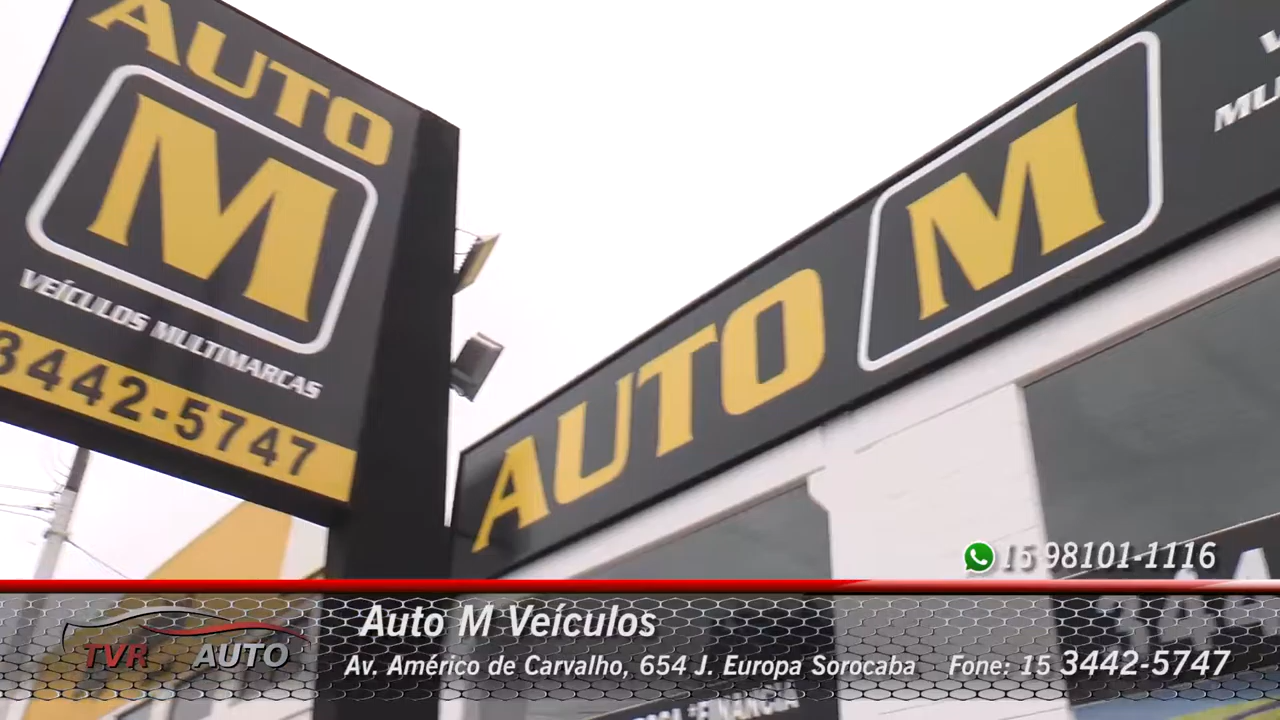 AUTO
M
VEÍCULOS MULTIMARCAS
3442-5747
AUTO M
15 98101-1116
TVR AUTO
Auto M Veículos
Av. Américo de Carvalho, 654 J. Europa Sorocaba Fone: 15 3442-5747
*FINANCIA